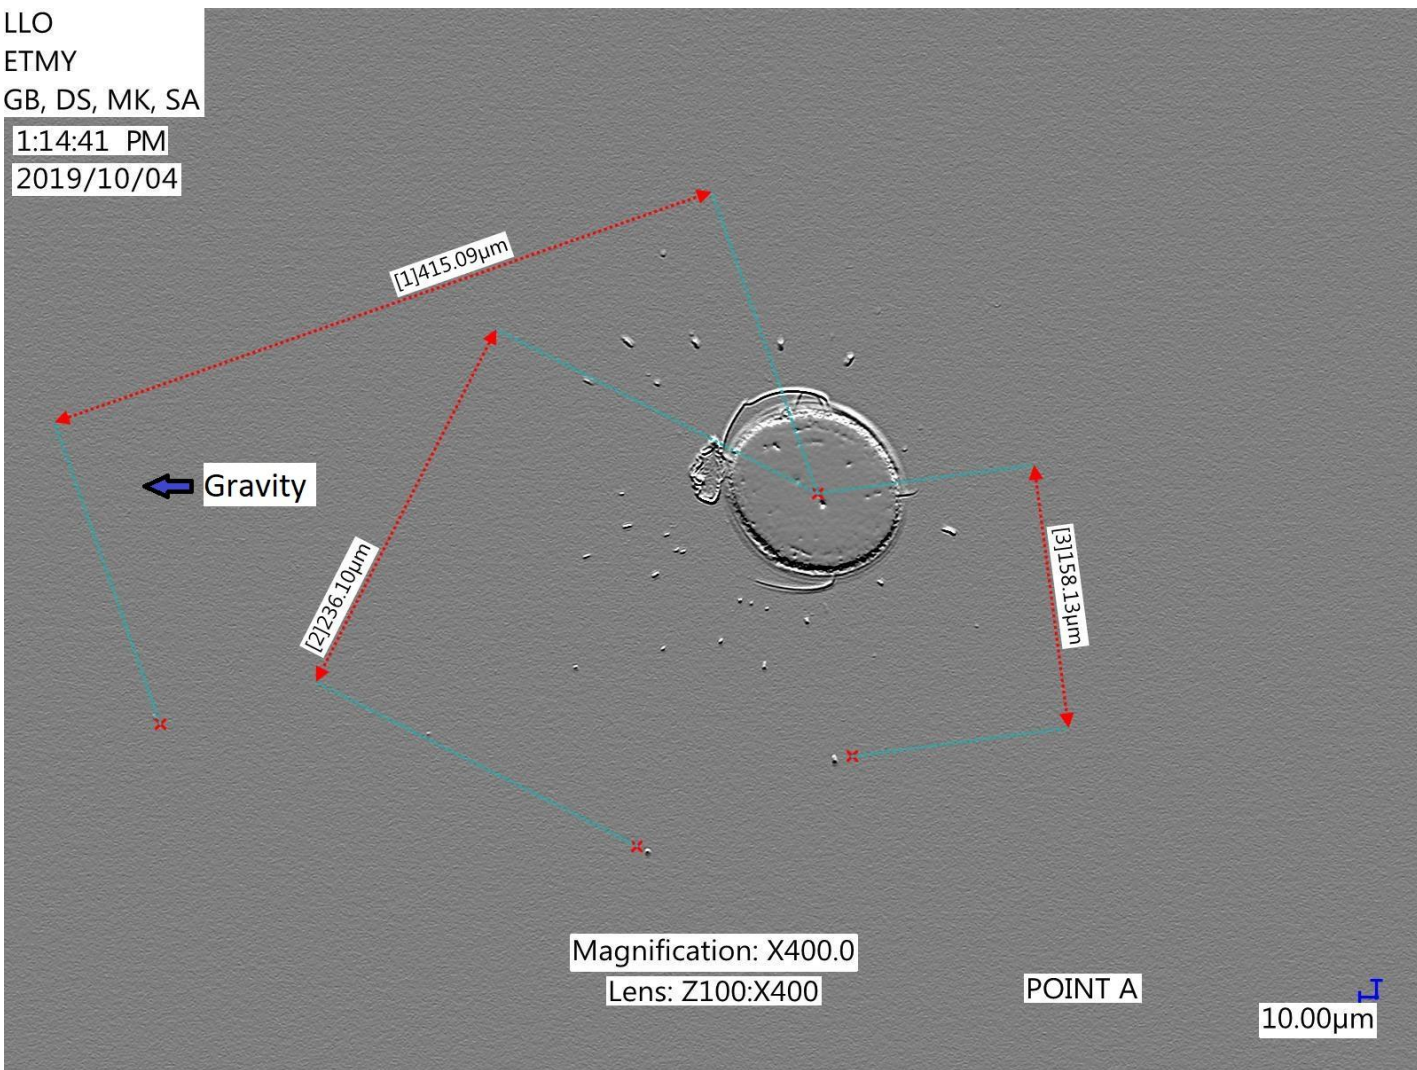 LLO
ETMY
GB, DS, MK, SA
1:14:41 PM
2019/10/04
[1]415.09μm
Gravity
[2]236.10μm
[3]158.13μm
Magnification: X400.0
Lens: Z100:X400
POINT A
10.00μm